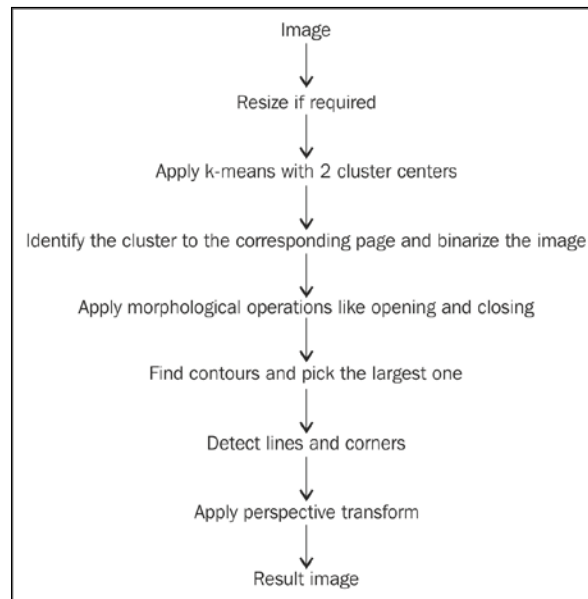 Image
Resize if required
Apply k-means with 2 cluster centers
Identify the cluster to the corresponding page and binarize the image
Apply morphological operations like opening and closing
Find contours and pick the largest one
Detect lines and corners
Apply perspective transform
Result image